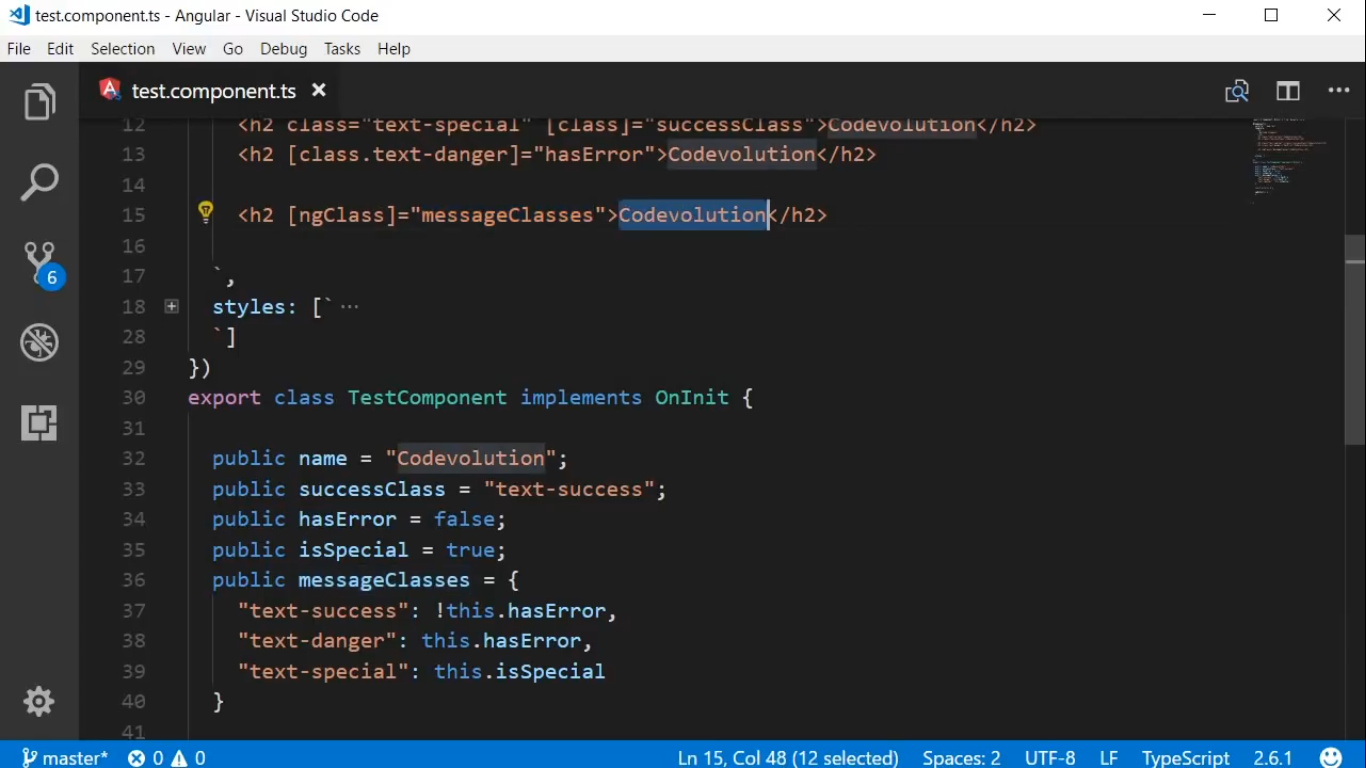 test.component.ts - Angular - Visual Studio Code
File Edit Selection View Go Debug Tasks Help
test.component.ts
12 <h2 class="text-special" [class]="successClass">Codevolution</h2>
13 <h2 [class.text-danger]="hasError">Codevolution</h2>
14
15 <h2 [ngClass]="messageClasses">Codevolution</h2>
16
17 `,
18 styles: [` ...
28 `]
29 })
30 export class TestComponent implements OnInit {
31
32 public name = "Codevolution";
33 public successClass = "text-success";
34 public hasError = false;
35 public isSpecial = true;
36 public messageClasses = {
37 "text-success": !this.hasError,
38 "text-danger": this.hasError,
39 "text-special": this.isSpecial
40 }
41
6
master* 0 0 Ln 15, Col 48 (12 selected) Spaces: 2 UTF-8 LF TypeScript 2.6.1